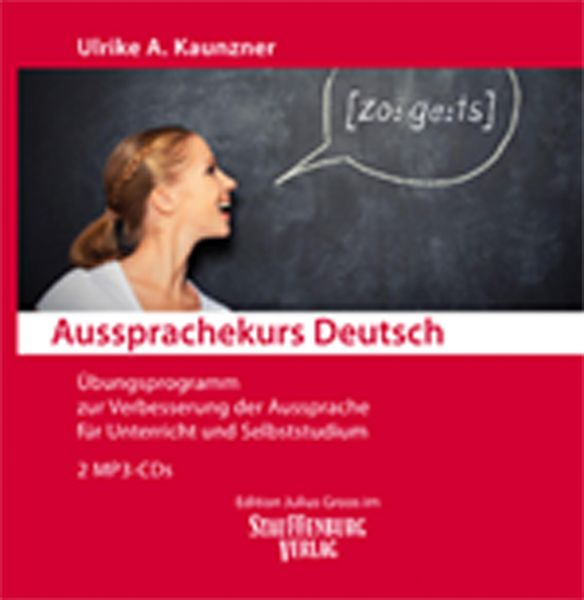 Ulrike A. Kaunzner
[zo: ge:ts]
Aussprachekurs Deutsch
Übungsprogramm
zur Verbesserung der Aussprache
für Unterricht und Selbststudium
2 MP3-CDs
Edition Julius Groos im
STAUFFENBURG
VERLAG